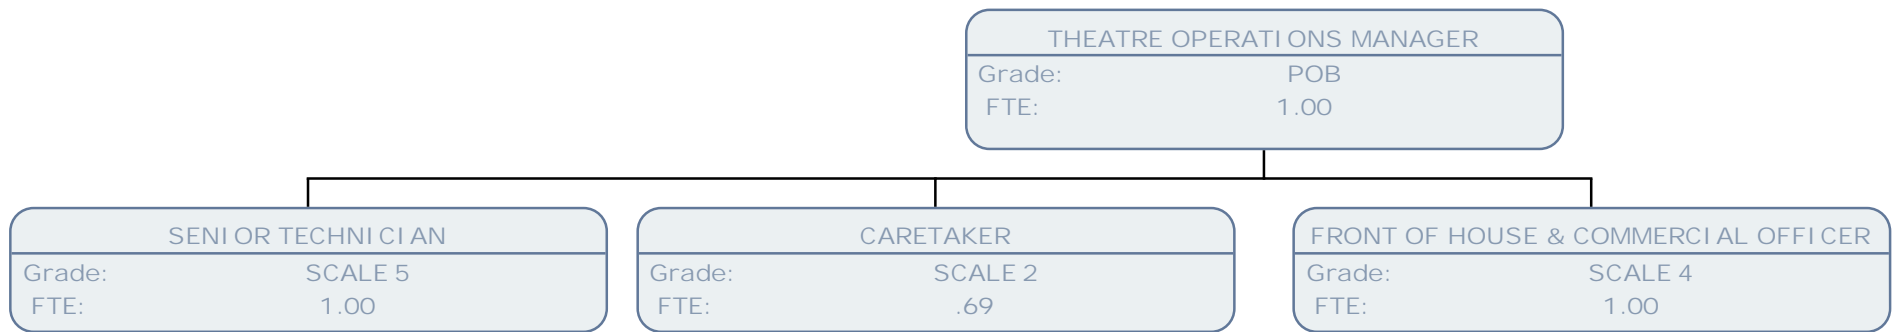 THEATRE OPERATIONS MANAGER
Grade: POB
FTE: 1.00
SENIOR TECHNICIAN
Grade: SCALE 5
FTE: 1.00
CARETAKER
Grade: SCALE 2
FTE: .69
FRONT OF HOUSE & COMMERCIAL OFFICER
Grade: SCALE 4
FTE: 1.00